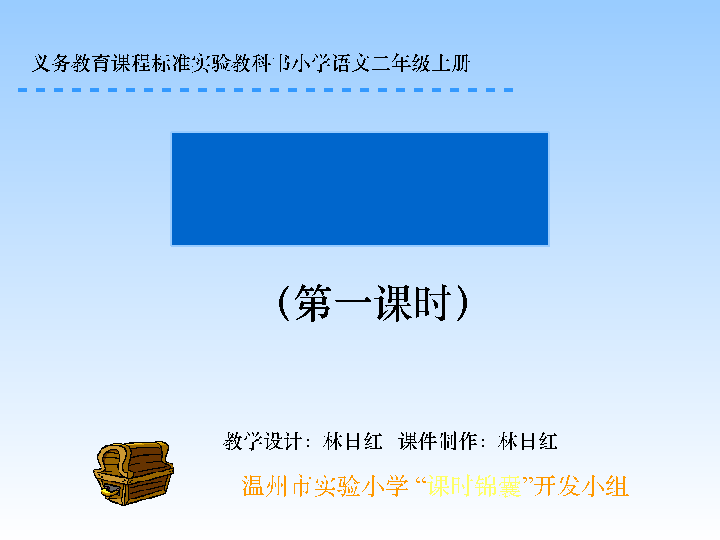 义务教育课程标准实验教科书小学语文二年级上册
（第一课时）
教学设计：林日红 课件制作：林日红
温州市实验小学“课时锦囊”开发小组